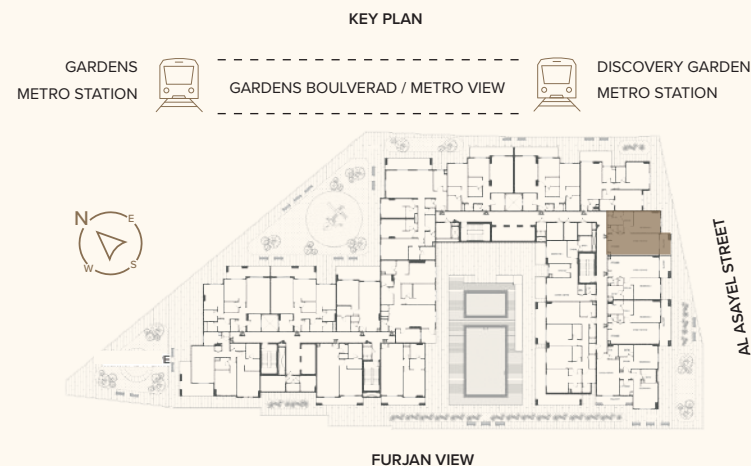 KEY PLAN
GARDENS
METRO STATION
GARDENS BOULVERAD / METRO VIEW
DISCOVERY GARDEN
METRO STATION
N
E
W
S
AL ASAYEL STREET
E
FURJAN VIEW